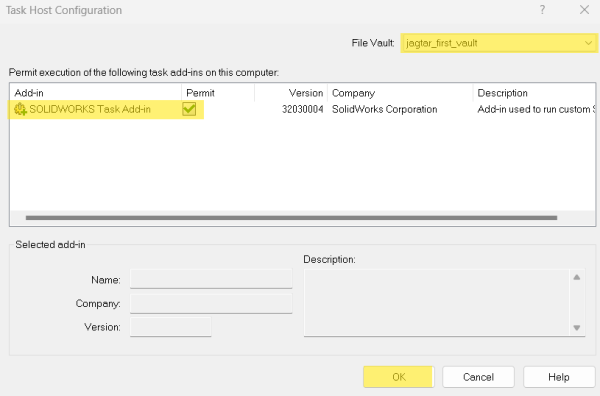 Task Host Configuration
File Vault: jagtar_first_vault
Permit execution of the following task add-ins on this computer:
Add-in Permit Version Company Description
SOLIDWORKS Task Add-in 32030004 SolidWorks Corporation Add-in used to run custom S
Selected add-in
Description:
Name:
Company:
Version:
OK Cancel Help